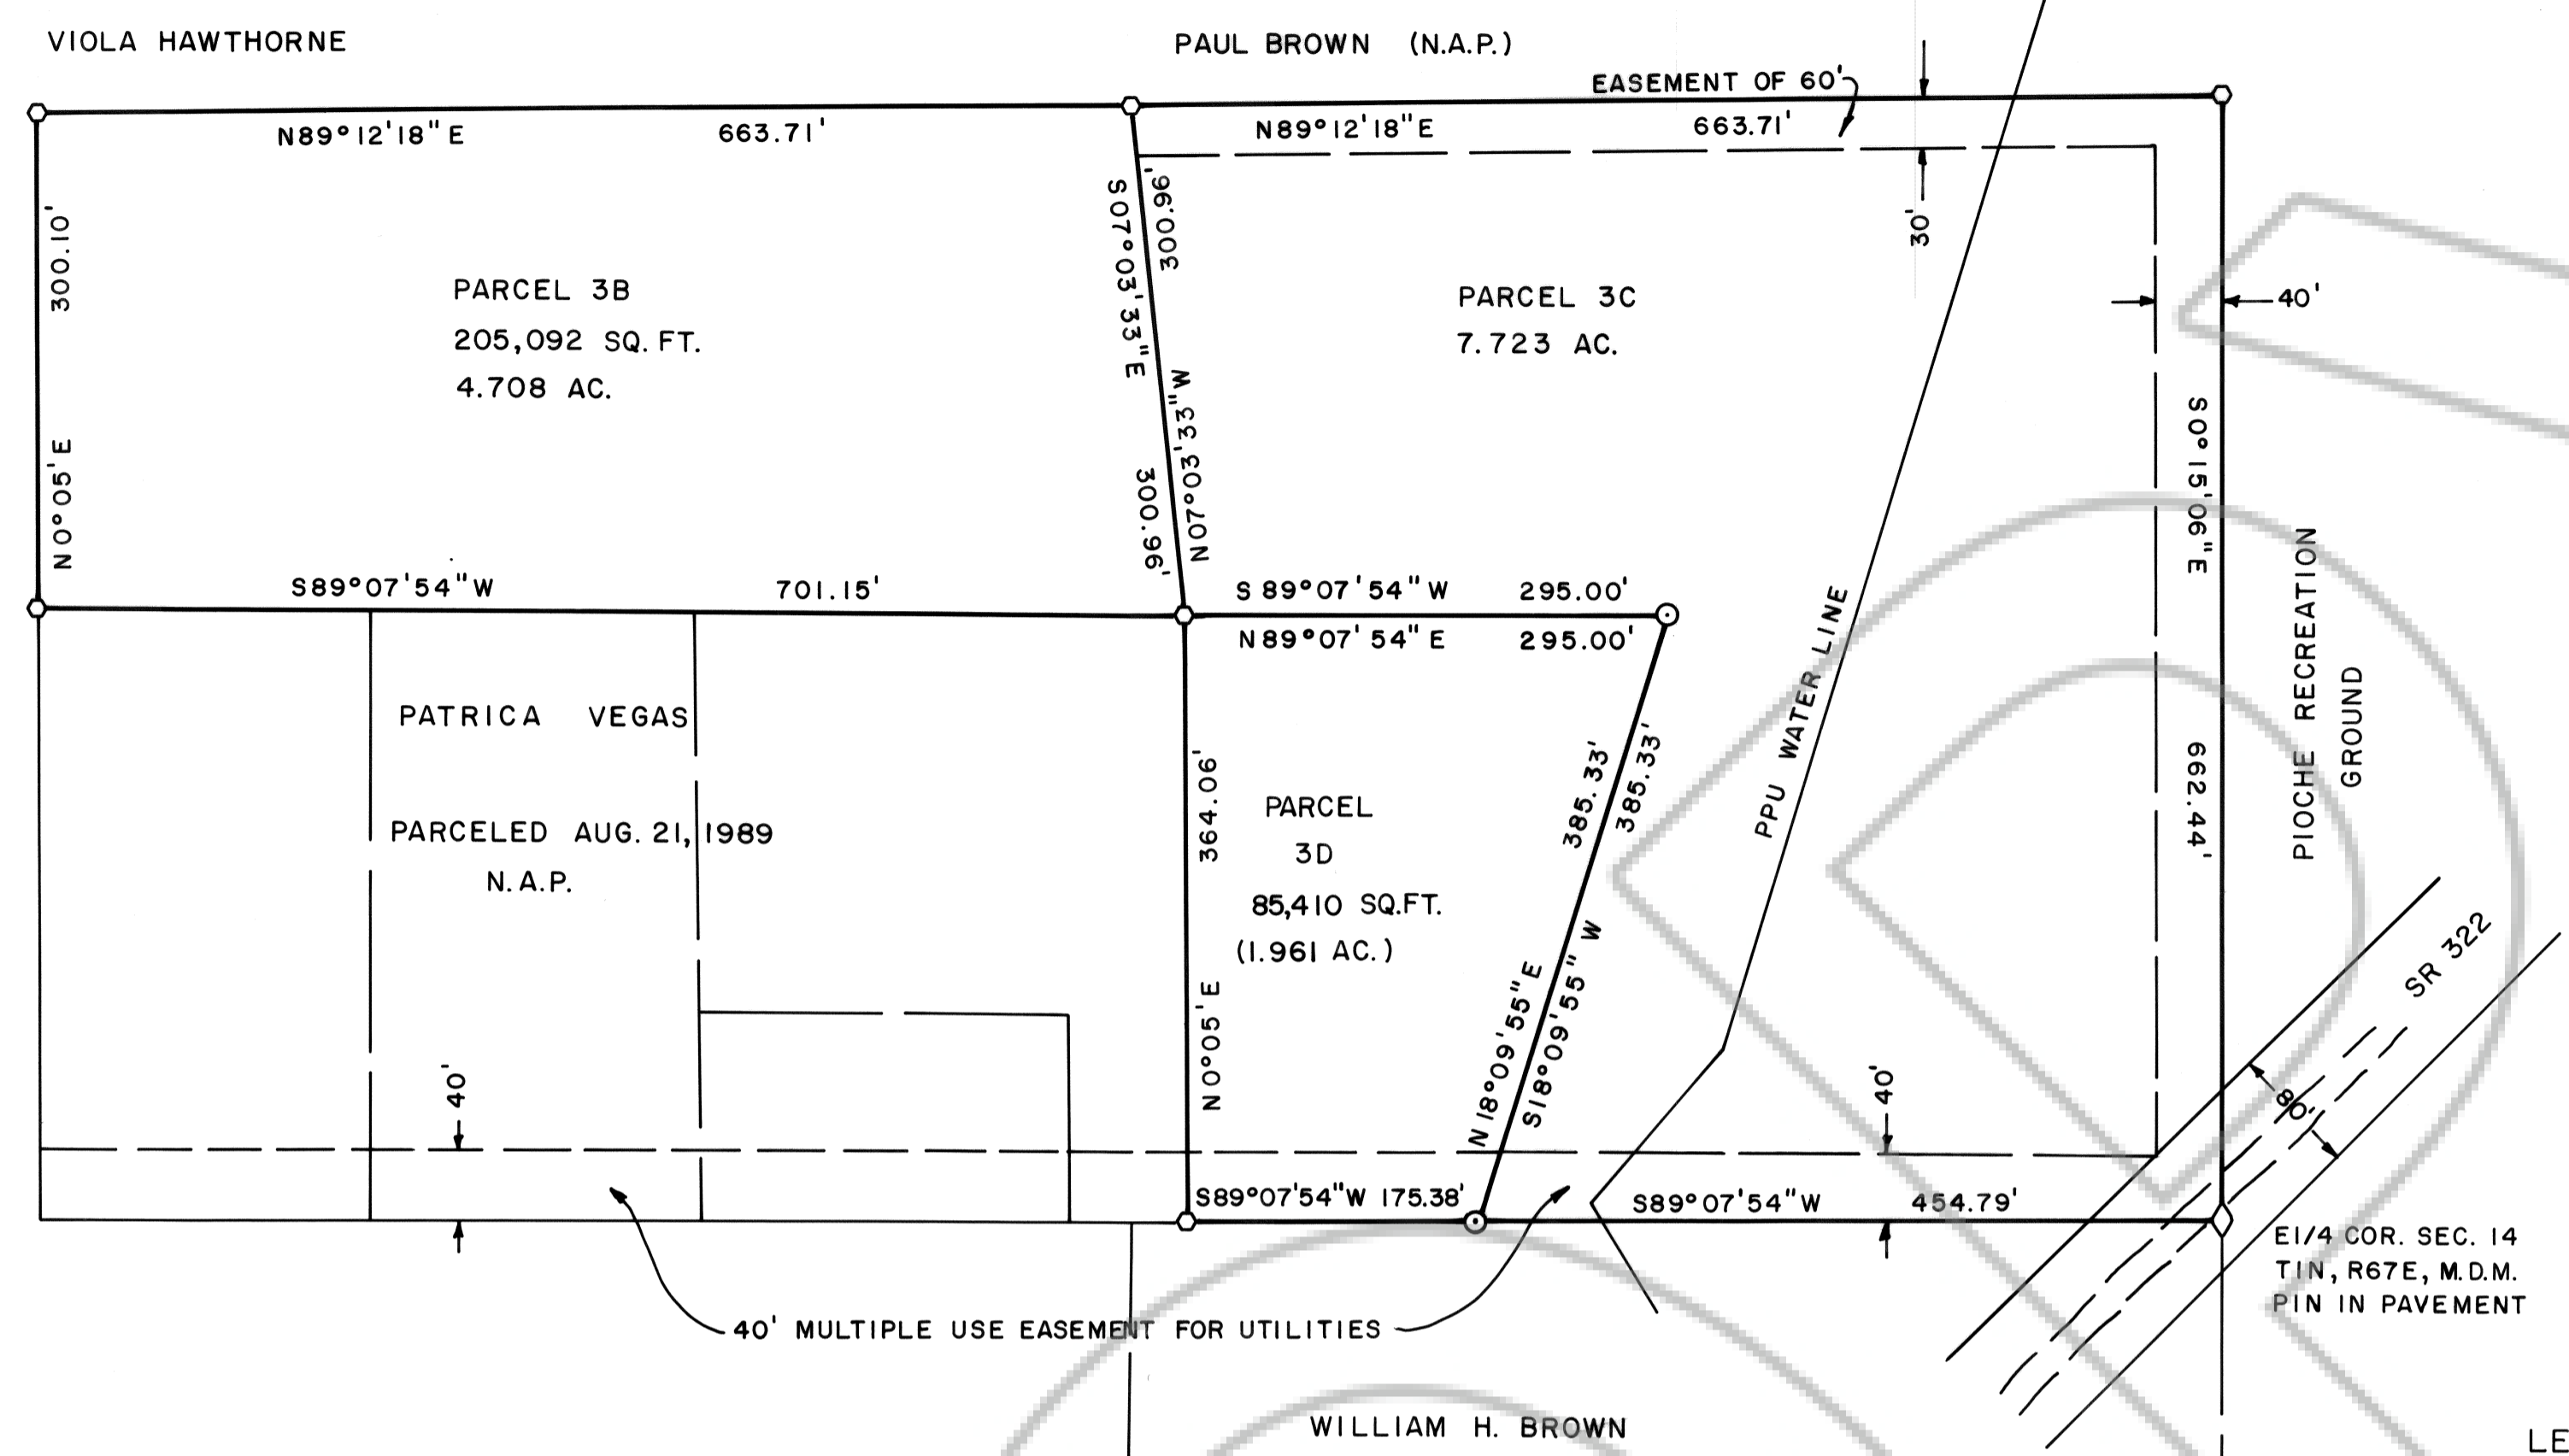 VIOLA HAWTHORNE
PAUL BROWN (N.A.P.)
EASEMENT OF 60'
N89°12'18"E
663.71'
N89°12'18"E
663.71'
30'
300.10'
N0°05'E
PARCEL 3B
205,092 SQ. FT.
4.708 AC.
S07°03'33"E
300.96'
300.96'
N07°03'33"W
PARCEL 3C
7.723 AC.
40'
S0°15'06"E
662.44'
PIOCHE RECREATION
GROUND
S89°07'54"W
701.15'
S89°07'54"W
295.00'
N89°07'54"E
295.00'
PATRICA VEGAS
PARCELED AUG. 21, 1989
N.A.P.
364.06'
N0°05'E
PARCEL
3D
85,410 SQ.FT.
(1.961 AC.)
385.33'
N18°09'55"E
385.33'
S18°09'55"W
PPU WATER LINE
SR 322
80'
40'
40'
S89°07'54"W 175.38'
S89°07'54"W
454.79'
E1/4 COR. SEC. 14
T1N, R67E, M.D.M.
PIN IN PAVEMENT
40' MULTIPLE USE EASEMENT FOR UTILITIES
WILLIAM H. BROWN
LE